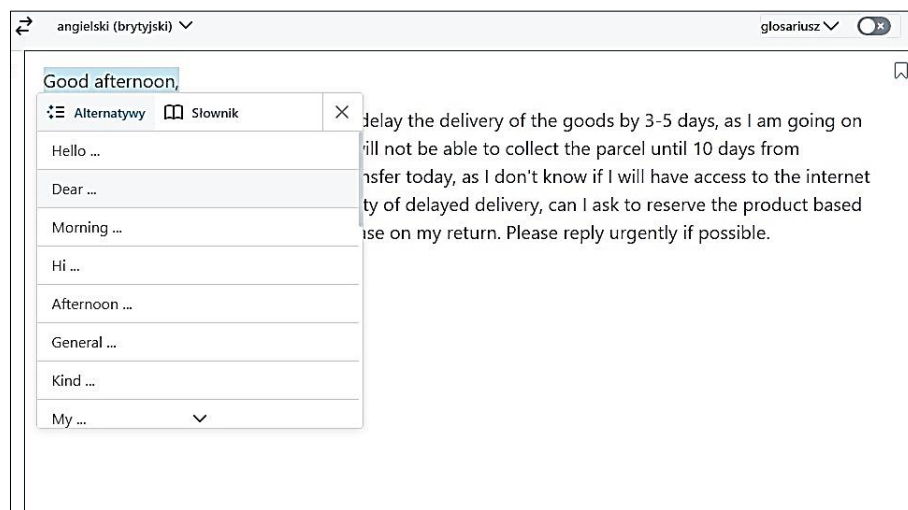 angielski (brytyjski)
glosariusz
Good afternoon,
Alternatywy Słownik
delay the delivery of the goods by 3-5 days, as I am going on
Hello ...
will not be able to collect the parcel until 10 days from
Dear ...
nsfer today, as I don't know if I will have access to the internet
ty of delayed delivery, can I ask to reserve the product based
Morning ...
se on my return. Please reply urgently if possible.
Hi ...
Afternoon ...
General ...
Kind ...
My ...